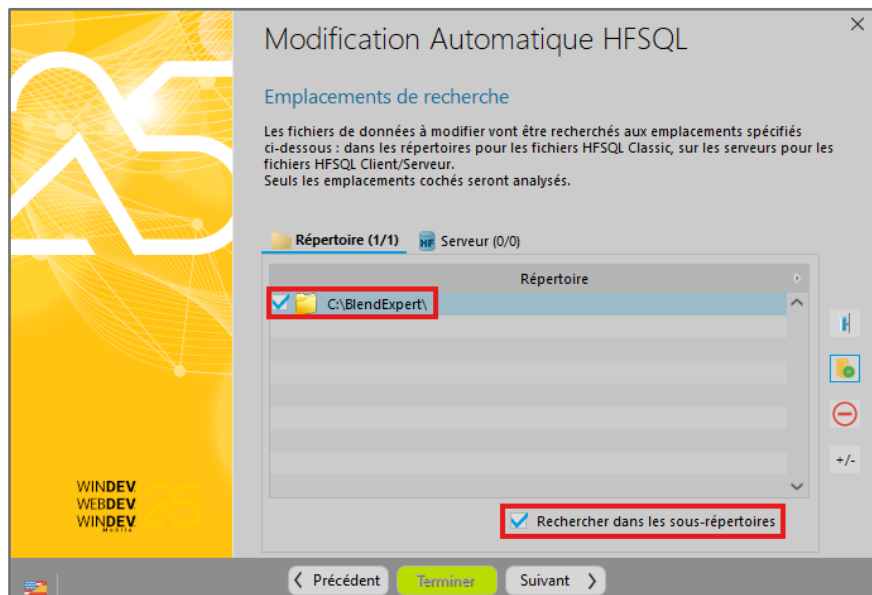 Modification Automatique HFSQL
Emplacements de recherche
Les fichiers de données à modifier vont être recherchés aux emplacements spécifiés
ci-dessous : dans les répertoires pour les fichiers HFSQL Classic, sur les serveurs pour les
fichiers HFSQL Client/Serveur.
Seuls les emplacements cochés seront analysés.
Répertoire (1/1) HF Serveur (0/0)
Répertoire
C:\BlendExpert\
+/-
WINDEV
WEBDEV
WINDEV
Mobile
25
Rechercher dans les sous-répertoires
Précédent Terminer Suivant